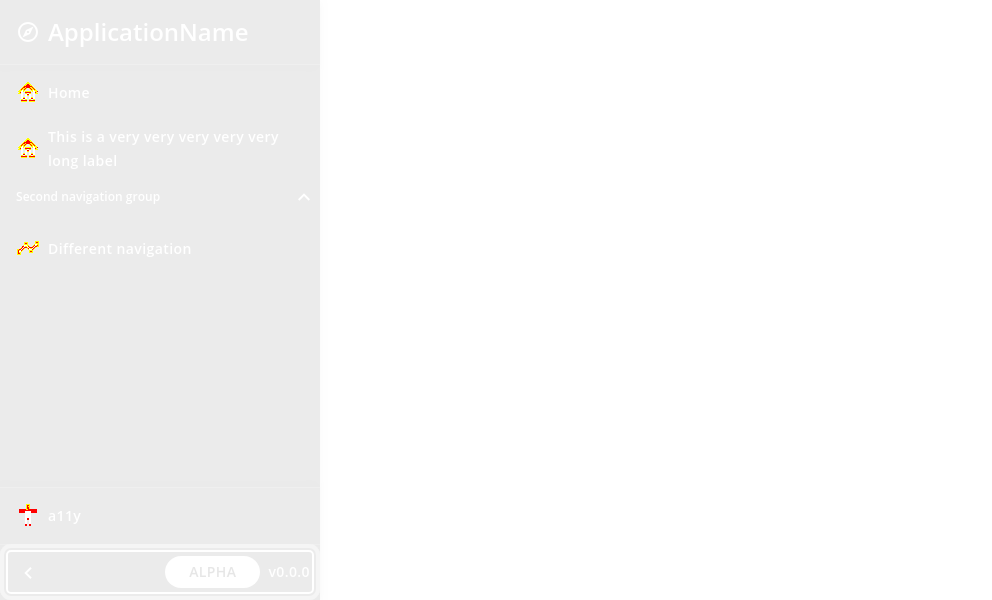 ApplicationName
Home
This is a very very very very very
long label
Second navigation group
Different navigation
a11y
ALPHA v0.0.0